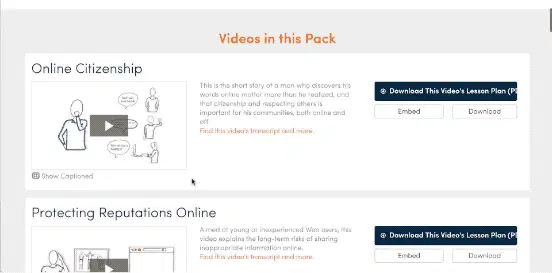 Videos in this Pack
Online Citizenship
This is the short story of a man who discovers his
words online matter more than he realized, and
that citizenship and respecting others is
important for his communities, both online and
off.
Find this video's transcript and more.
Download This Video's Lesson Plan (PD
Embed
Download
Show Captioned
Protecting Reputations Online
Aimed at young or inexperienced Web users, this
video explains the long-term risks of sharing
inappropriate information online.
Find this video's transcript and more.
Download This Video's Lesson Plan (PD
Embed
Download